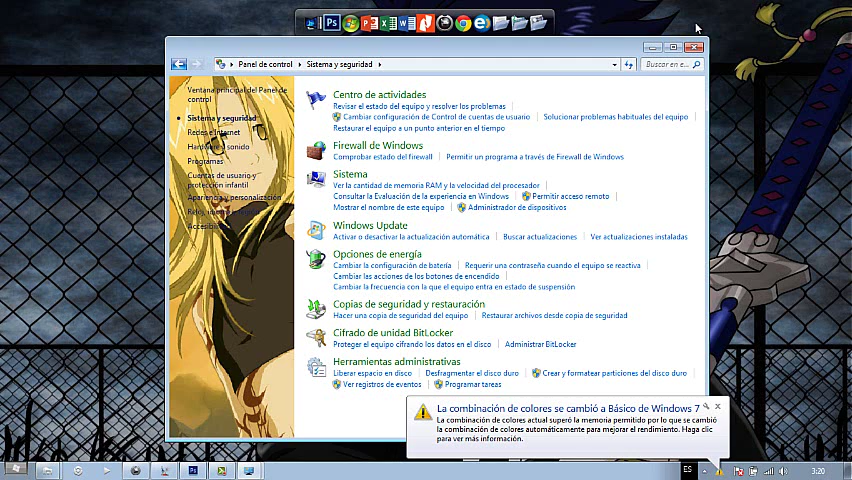 Panel de control
Sistema y seguridad
Buscar en e...
Ventana principal del Panel de
control
Sistema y seguridad
Redes e Internet
Hardware y sonido
Programas
Cuentas de usuario y
protección infantil
Apariencia y personalización
Reloj, idioma y región
Accesibilidad
Centro de actividades
Revisar el estado del equipo y resolver los problemas
Cambiar configuración de Control de cuentas de usuario
Solucionar problemas habituales del equipo
Restaurar el equipo a un punto anterior en el tiempo
Firewall de Windows
Comprobar estado del firewall
Permitir un programa a través de Firewall de Windows
Sistema
Ver la cantidad de memoria RAM y la velocidad del procesador
Consultar la Evaluación de la experiencia en Windows
Permitir acceso remoto
Mostrar el nombre de este equipo
Administrador de dispositivos
Windows Update
Activar o desactivar la actualización automática
Buscar actualizaciones
Ver actualizaciones instaladas
Opciones de energía
Cambiar la configuración de batería
Requerir una contraseña cuando el equipo se reactiva
Cambiar las acciones de los botones de encendido
Cambiar la frecuencia con la que el equipo entra en estado de suspensión
Copias de seguridad y restauración
Hacer una copia de seguridad del equipo
Restaurar archivos desde copia de seguridad
Cifrado de unidad BitLocker
Proteger el equipo cifrando los datos en el disco
Administrar BitLocker
Herramientas administrativas
Liberar espacio en disco
Desfragmentar el disco duro
Crear y formatear particiones del disco duro
Ver registros de eventos
Programar tareas
La combinación de colores se cambió a Básico de Windows 7
La combinación de colores actual superó la memoria permitido por lo que se cambió
la combinación de colores automáticamente para mejorar el rendimiento. Haga clic
para ver más información.
ES
3:20